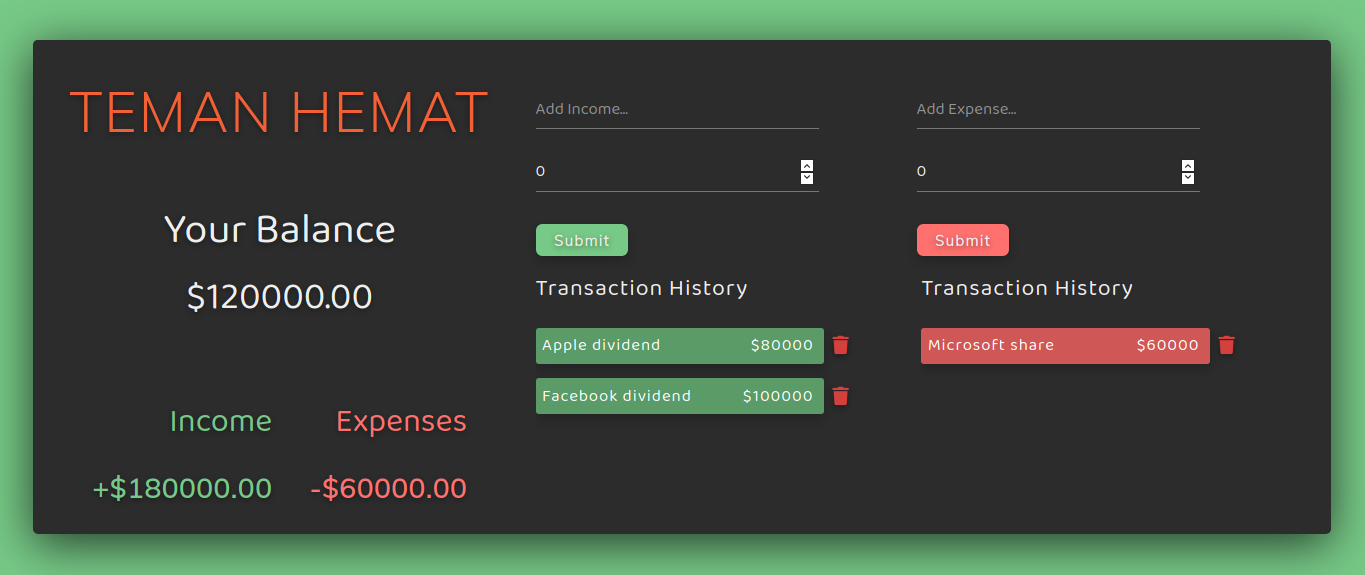 TEMAN HEMAT
Your Balance
$120000.00
Income
Expenses
+$180000.00
-$60000.00
Add Income...
0
Submit
Transaction History
Apple dividend $80000
Facebook dividend $100000
Add Expense...
0
Submit
Transaction History
Microsoft share $60000